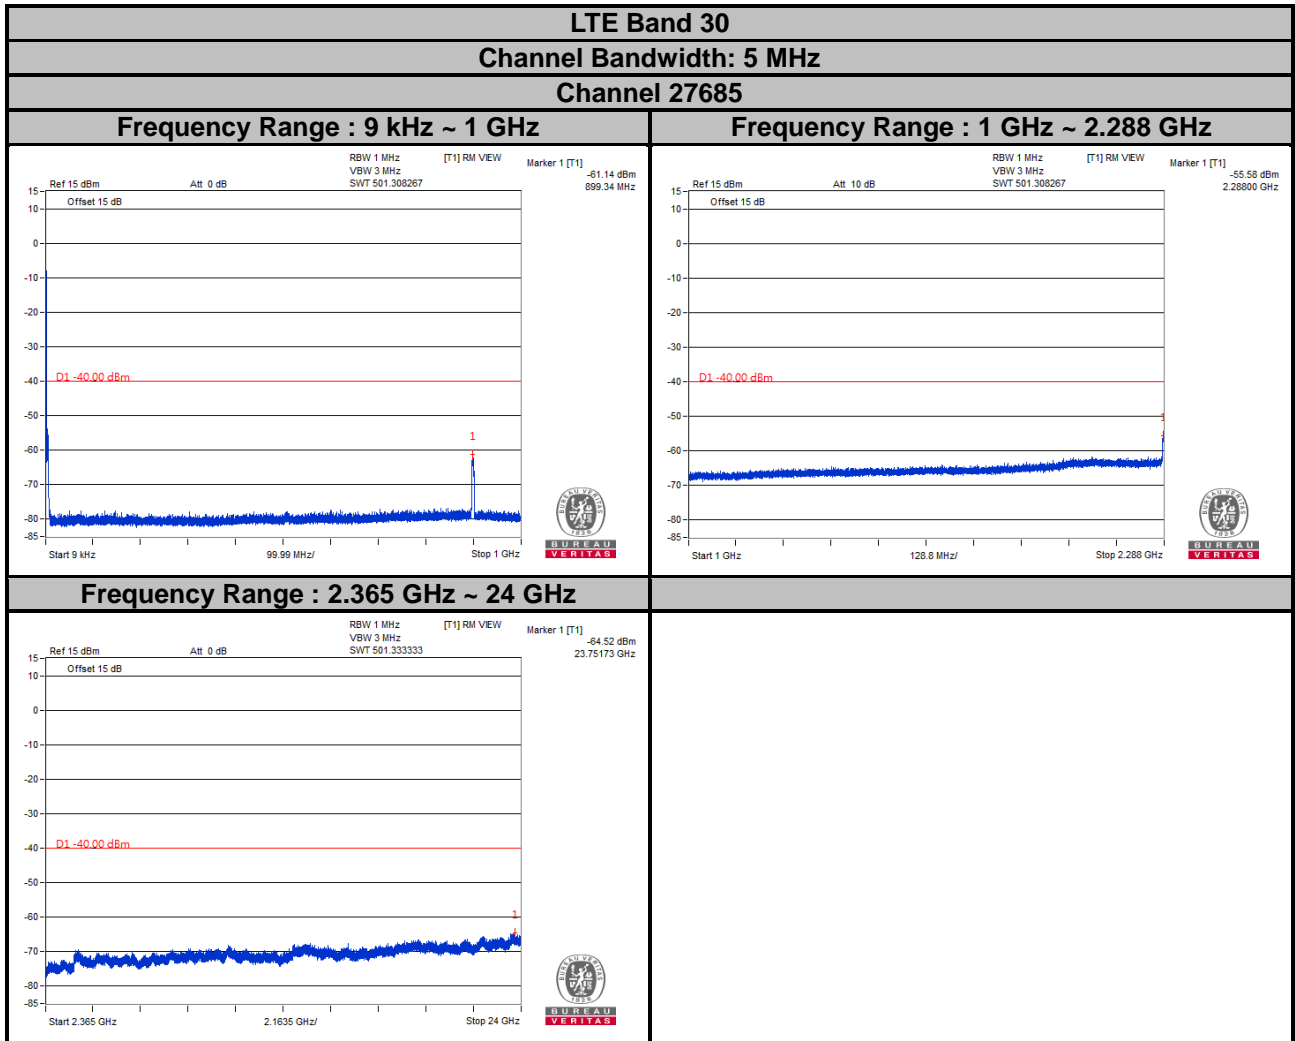 LTE Band 30
Channel Bandwidth: 5 MHz
Channel 27685
Frequency Range : 9 kHz ~ 1 GHz
RBW 1 MHz [T1] RM VIEW
VBW 3 MHz
Ref 15 dBm Att 0 dB SWT 501.308267
Marker 1 [T1]
-61.14 dBm
899.34 MHz
Offset 15 dB
15
10
0
-10
-20
-30
-40
-50
-60
-70
-80
-85
D1 -40.00 dBm
1
Start 9 kHz 99.99 MHz/ Stop 1 GHz
BUREAU VERITAS
1828
BUREAU
VERITAS
Frequency Range : 1 GHz ~ 2.288 GHz
RBW 1 MHz [T1] RM VIEW
VBW 3 MHz
Ref 15 dBm Att 10 dB SWT 501.308267
Marker 1 [T1]
-55.58 dBm
2.28800 GHz
Offset 15 dB
15
10
0
-10
-20
-30
-40
-50
-60
-70
-80
-85
D1 -40.00 dBm
1
Start 1 GHz 128.8 MHz/ Stop 2.288 GHz
BUREAU VERITAS
1828
BUREAU
VERITAS
Frequency Range : 2.365 GHz ~ 24 GHz
RBW 1 MHz [T1] RM VIEW
VBW 3 MHz
Ref 15 dBm Att 0 dB SWT 501.333333
Marker 1 [T1]
-64.52 dBm
23.75173 GHz
Offset 15 dB
15
10
0
-10
-20
-30
-40
-50
-60
-70
-80
-85
D1 -40.00 dBm
1
Start 2.365 GHz 2.1635 GHz/ Stop 24 GHz
BUREAU VERITAS
1828
BUREAU
VERITAS